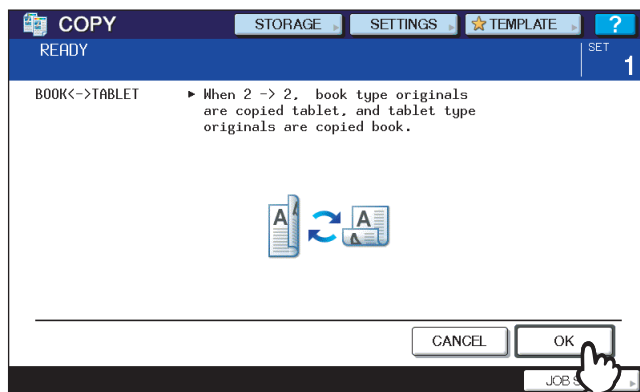 COPY STORAGE SETTINGS TEMPLATE ?
READY SET
1
BOOK<->TABLET ► When 2 -> 2, book type originals
are copied tablet, and tablet type
originals are copied book.
A A A
CANCEL OK
JOB